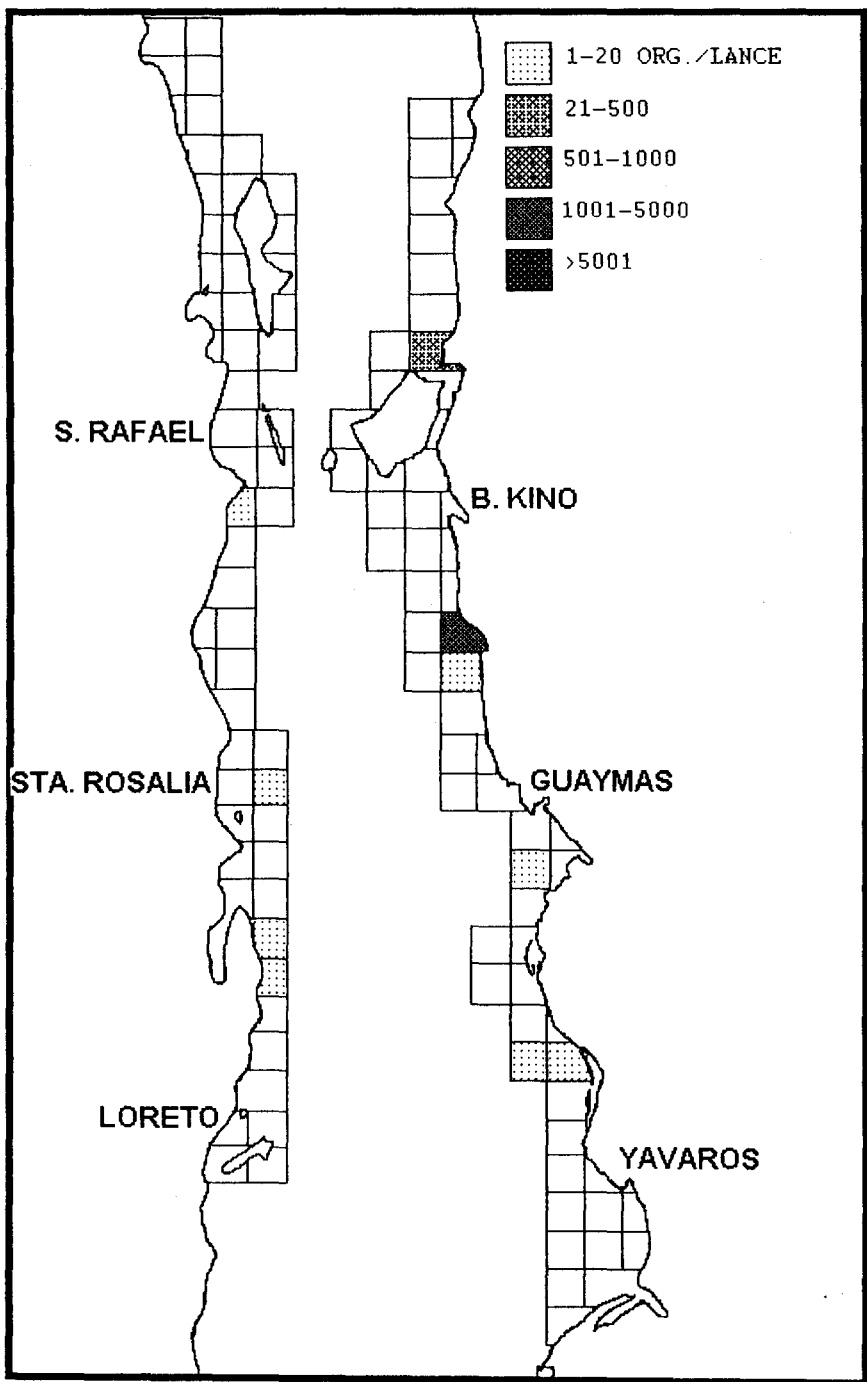 1-20 ORG./LANCE
21-500
501-1000
1001-5000
>5001
S. RAFAEL
B. KINO
STA. ROSALIA
GUAYMAS
LORETO
YAVAROS